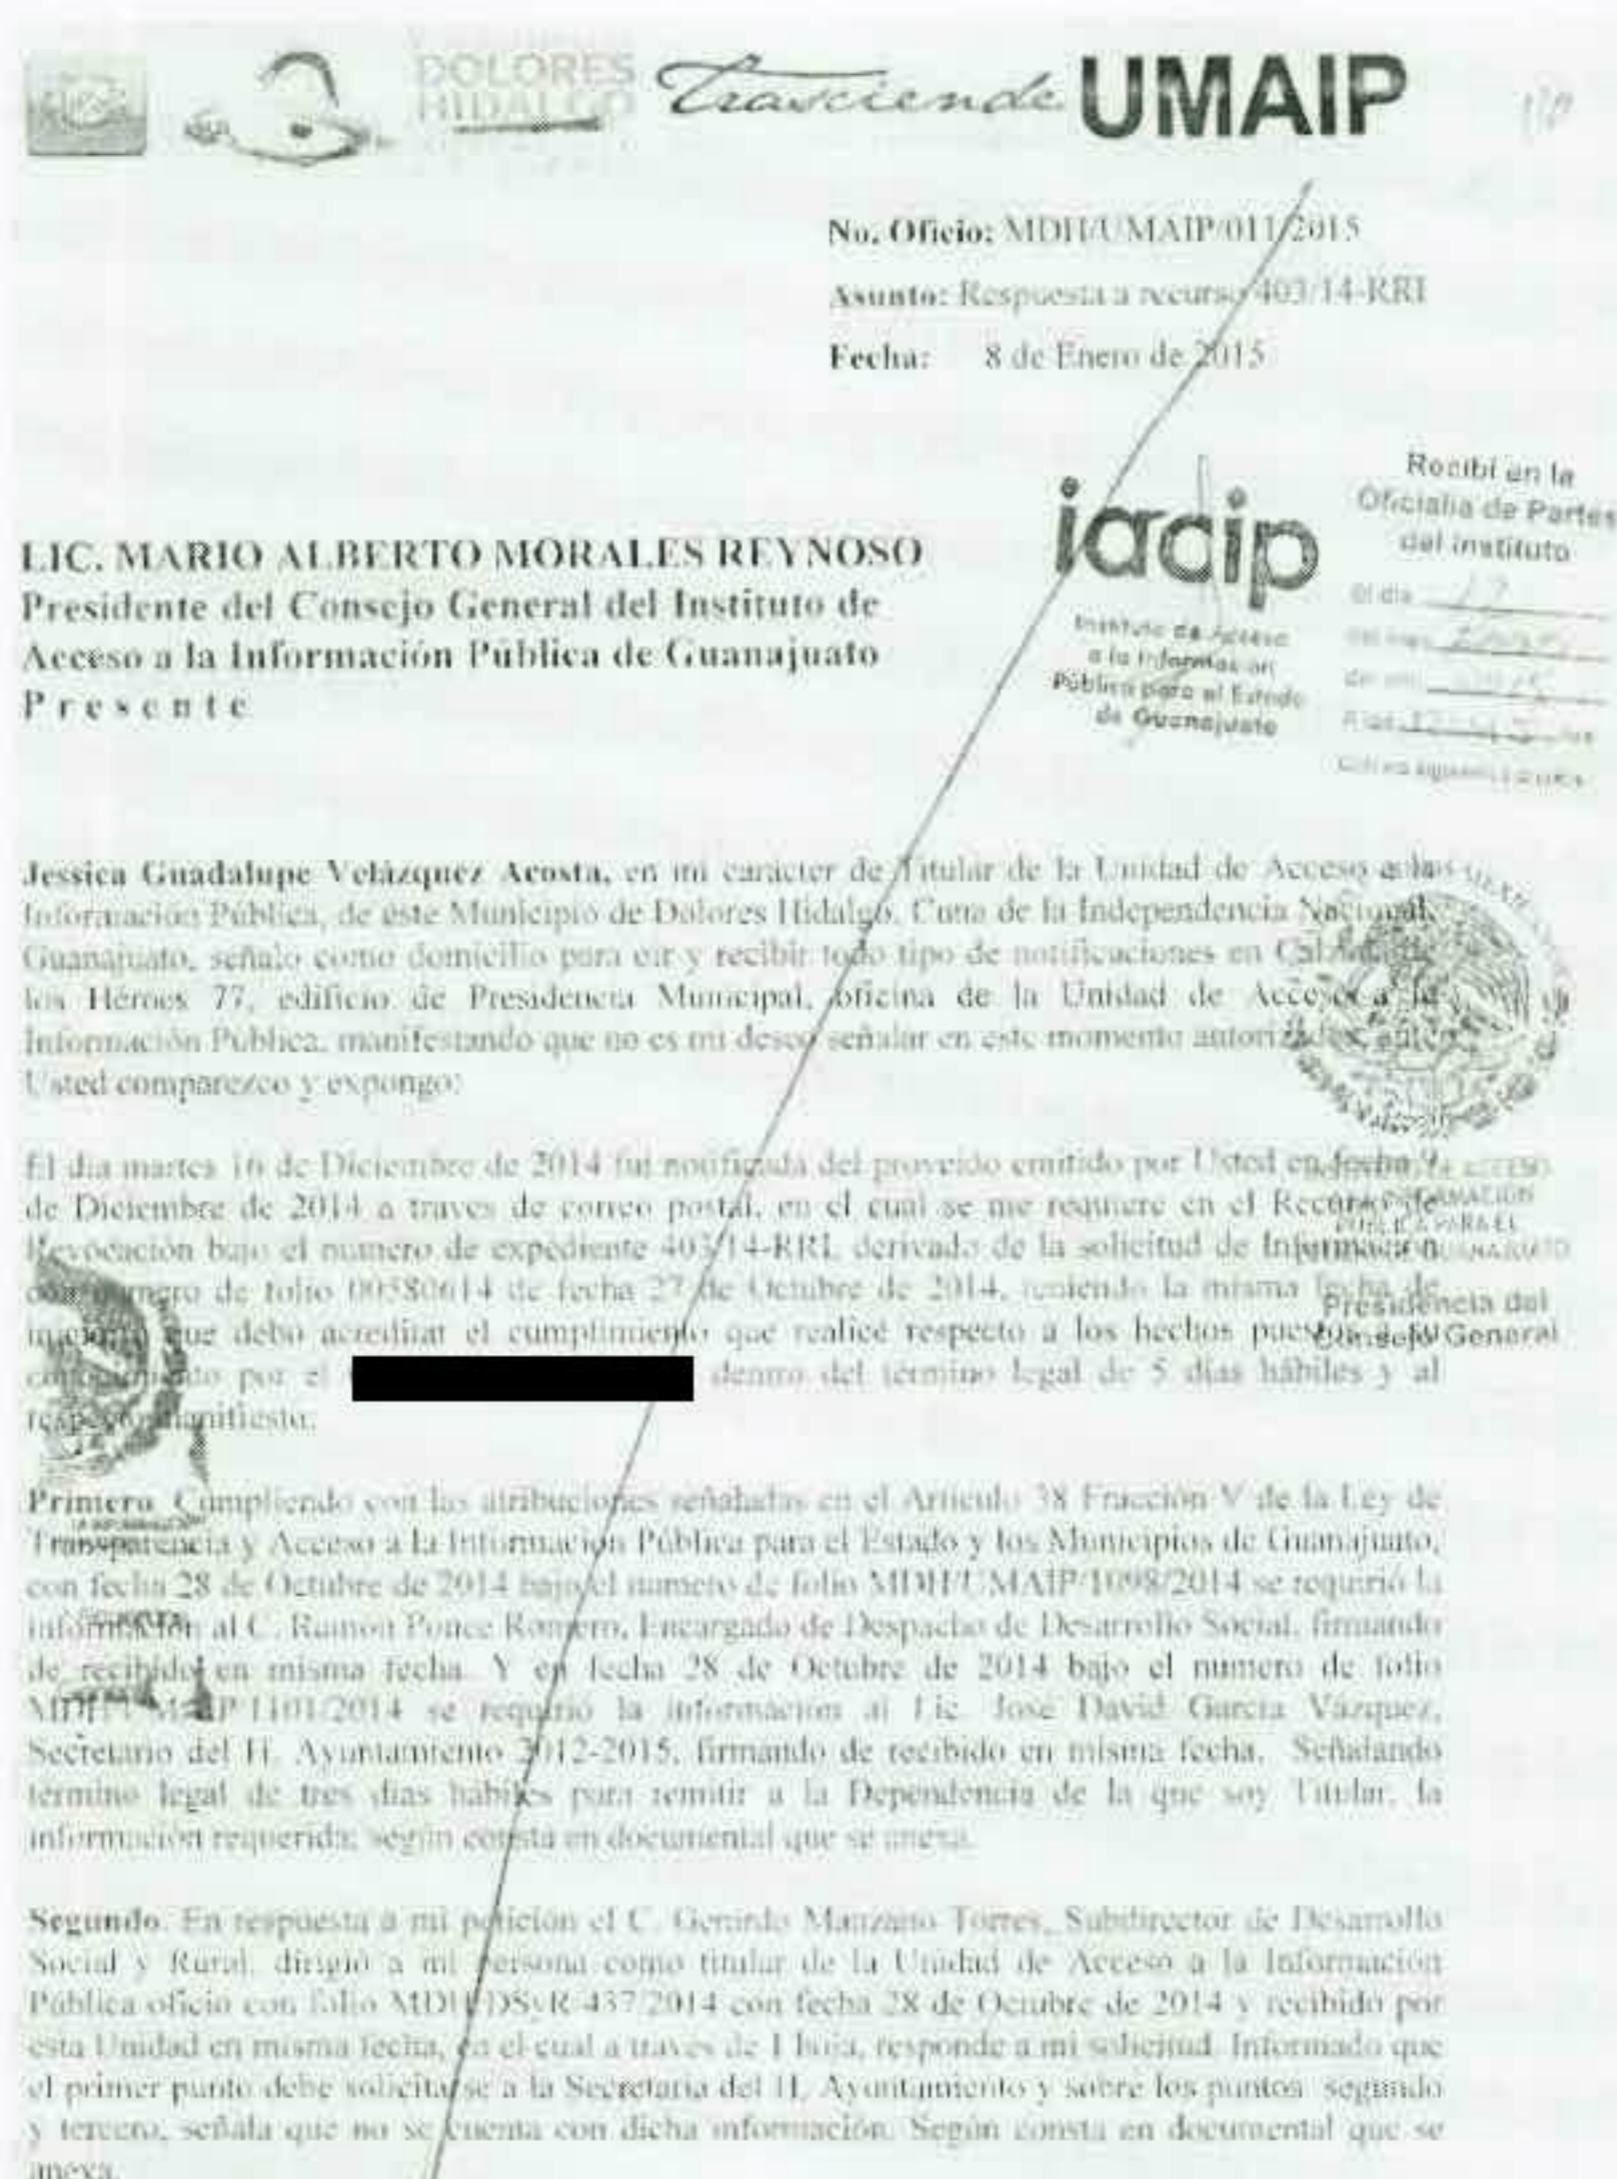 DOLORES
HIDALGO
Trasciende UMAIP
No. Oficio: MDH/UMAIP/011/2015
Asunto: Respuesta a recurso 403/14-RRI
Fecha: 8 de Enero de 2015
Recibí en la
Oficialia de Partes
del instituto
iacip
Instituto de Acceso
a la Información
Pública para el Estado
de Guanajuato
El día 
LIC. MARIO ALBERTO MORALES REYNOSO
Presidente del Consejo General del Instituto de
Acceso a la Información Pública de Guanajuato
P r e s e n t e
Jessica Guadalupe Velázquez Acosta, en mi carácter de Titular de la Unidad de Acceso a la
Información Pública, de éste Municipio de Dolores Hidalgo, Cuna de la Independencia Nacional,
Guanajuato, señalo como domicilio para oír y recibir todo tipo de notificaciones en Calzada de
los Héroes 77, edificio de Presidencia Municipal, oficina de la Unidad de Acceso a la
Información Pública, manifestando que no es mi deseo señalar en este momento autorizados, ante
Usted comparezco y expongo:
El día martes 16 de Diciembre de 2014 fui notificada del proveído emitido por Usted en fecha 9
de Diciembre de 2014 a traves de correo postal, en el cual se me requiere en el Recurso de
Revocación bajo el numero de expediente 403/14-RRI, derivado de la solicitud de Información
con numero de folio 00580614 de fecha 27 de Octubre de 2014, teniendo la misma fecha de
que debo acreditar el cumplimiento que realicé respecto a los hechos puestos a su
conocimiento por el dentro del término legal de 5 días hábiles y al
respecto manifiesto:
Presidencia del
Consejo General
Primero. Cumpliendo con las atribuciones señaladas en el Artículo 38 Fracción V de la Ley de
Transparencia y Acceso a la Información Pública para el Estado y los Municipios de Guanajuato,
con fecha 28 de Octubre de 2014 bajo el numero de folio MDH/UMAIP/1098/2014 se requirió la
información al C. Ramon Ponce Romero, Encargado de Despacho de Desarrollo Social, firmando
de recibido en misma fecha. Y en fecha 28 de Octubre de 2014 bajo el numero de folio
MDH/UMAIP/1101/2014 se requirió la información al Lic. José David García Vázquez,
Secretario del H. Ayuntamiento 2012-2015, firmando de recibido en misma fecha. Señalando
termino legal de tres días hábiles para remitir a la Dependencia de la que soy Titular, la
información requerida; según consta en documental que se anexa.
Segundo. En respuesta a mi petición el C. Gerardo Manzano Torres, Subdirector de Desarrollo
Social y Rural, dirigió a mi persona como titular de la Unidad de Acceso a la Información
Pública oficio con folio MDH/DSyR/437/2014 con fecha 28 de Octubre de 2014 y recibido por
esta Unidad en misma fecha, en el cual a traves de 1 hoja, responde a mi solicitud. Informado que
el primer punto debe solicitarse a la Secretaria del H. Ayuntamiento y sobre los puntos segundo
y tercero, señala que no se cuenta con dicha información. Según consta en documental que se
anexa.